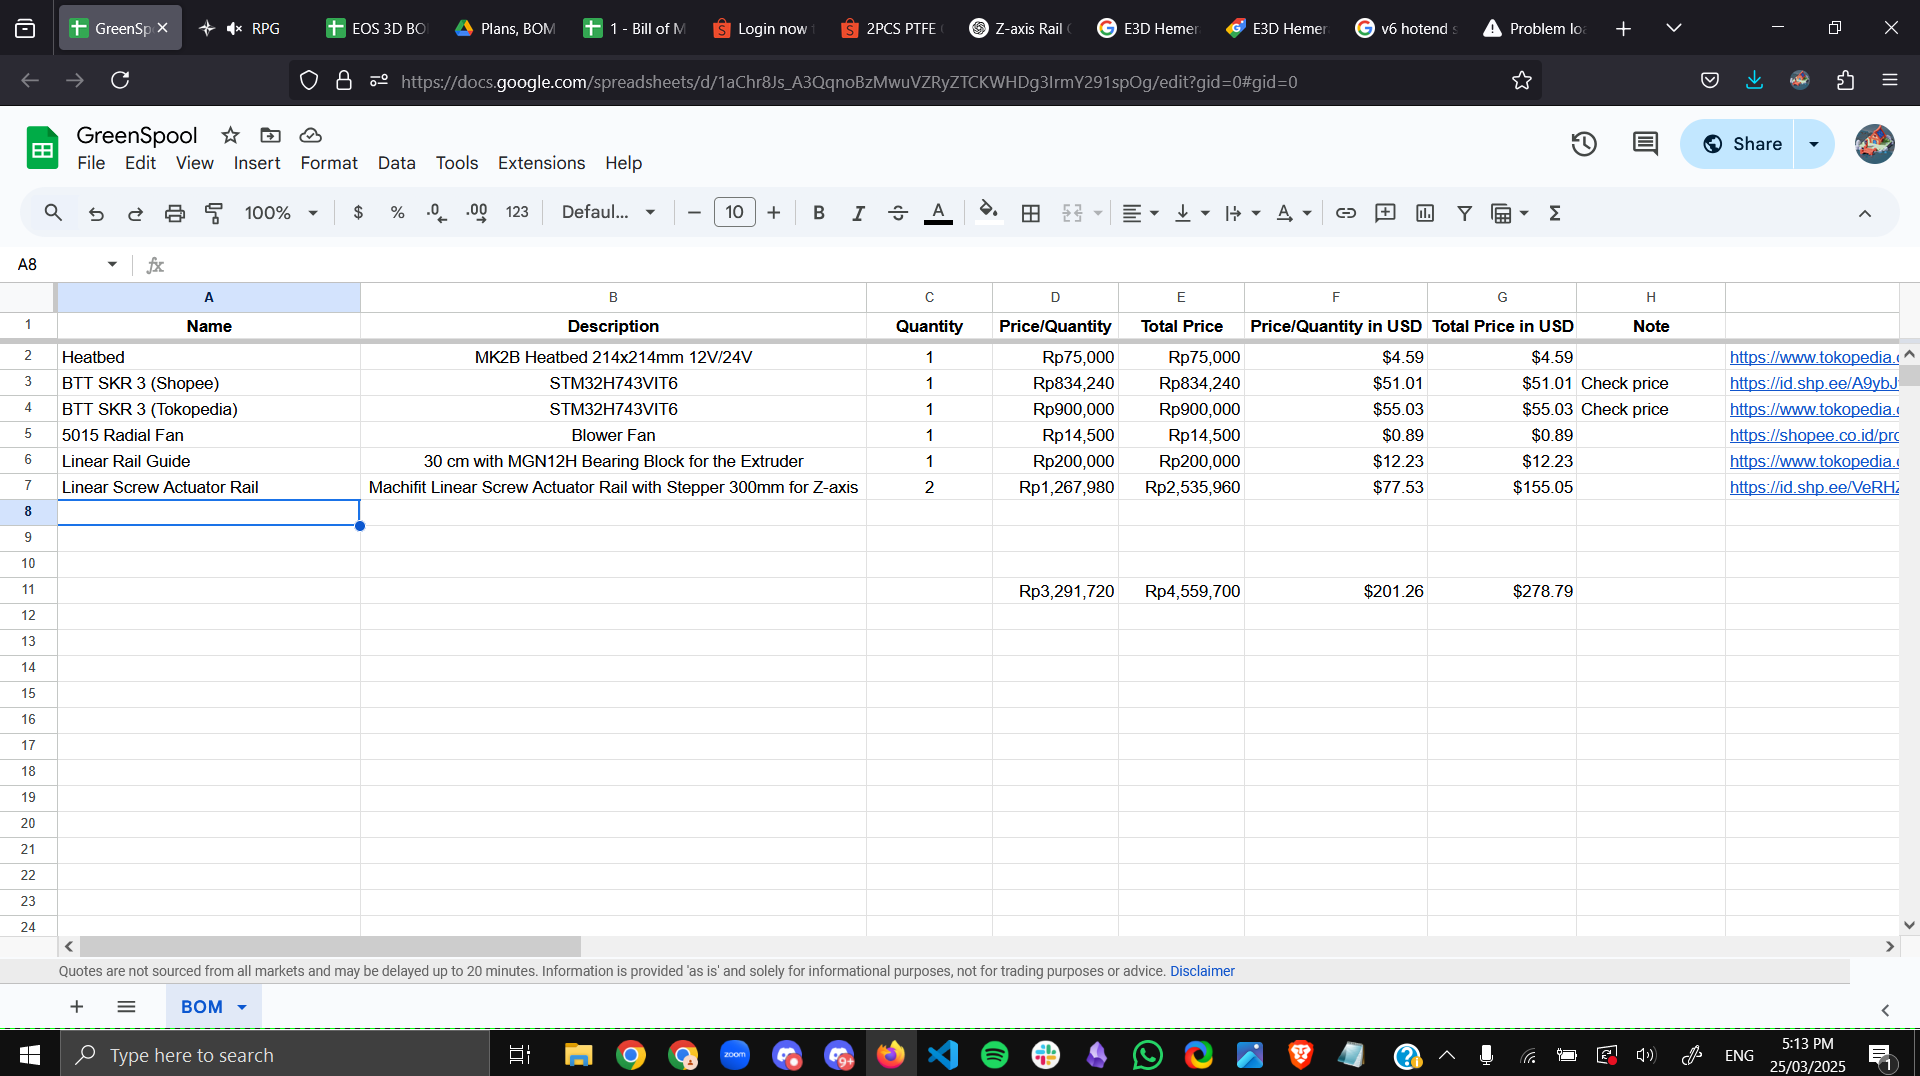 GreenSp RPG EOS 3D BO Plans, BOM 1 - Bill of M Login now 2PCS PTFE Z-axis Rail E3D Hemer E3D Hemer v6 hotend s Problem loa
https://docs.google.com/spreadsheets/d/1aChr8Js_A3QqnoBzMwuVZRyZTCKWHDg3IrmY291spOg/edit?gid=0#gid=0
GreenSpool
File Edit View Insert Format Data Tools Extensions Help
Share
100% $ % .0 .00 123 Defaul... 10 B I A
A8 fx
A B C D E F G H
1 Name Description Quantity Price/Quantity Total Price Price/Quantity in USD Total Price in USD Note
2 Heatbed MK2B Heatbed 214x214mm 12V/24V 1 Rp75,000 Rp75,000 $4.59 $4.59 https://www.tokopedia.
3 BTT SKR 3 (Shopee) STM32H743VIT6 1 Rp834,240 Rp834,240 $51.01 $51.01 Check price https://id.shp.ee/A9ybJ
4 BTT SKR 3 (Tokopedia) STM32H743VIT6 1 Rp900,000 Rp900,000 $55.03 $55.03 Check price https://www.tokopedia.
5 5015 Radial Fan Blower Fan 1 Rp14,500 Rp14,500 $0.89 $0.89 https://shopee.co.id/pro
6 Linear Rail Guide 30 cm with MGN12H Bearing Block for the Extruder 1 Rp200,000 Rp200,000 $12.23 $12.23 https://www.tokopedia.
7 Linear Screw Actuator Rail Machifit Linear Screw Actuator Rail with Stepper 300mm for Z-axis 2 Rp1,267,980 Rp2,535,960 $77.53 $155.05 https://id.shp.ee/VeRHZ
8
9
10
11 Rp3,291,720 Rp4,559,700 $201.26 $278.79
12
13
14
15
16
17
18
19
20
21
22
23
24
Quotes are not sourced from all markets and may be delayed up to 20 minutes. Information is provided 'as is' and solely for informational purposes, not for trading purposes or advice. Disclaimer
BOM
Type here to search
zoom
9+
ENG
5:13 PM
25/03/2025
1